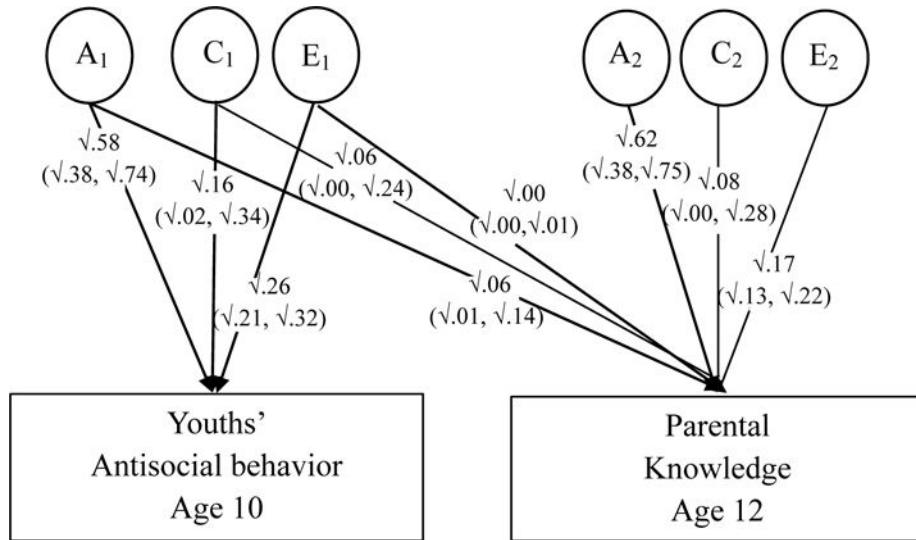 A₁ C₁ E₁ A₂ C₂ E₂
√.58
(√.38, √.74)
√.16
(√.02, √.34)
√.26
(√.21, √.32)
√.06
(√.00, √.24)
√.00
(√.00,√.01)
√.06
(√.01, √.14)
√.62
(√.38,√.75)
√.08
(√.00, √.28)
√.17
(√.13, √.22)
Youths'
Antisocial behavior
Age 10
Parental
Knowledge
Age 12